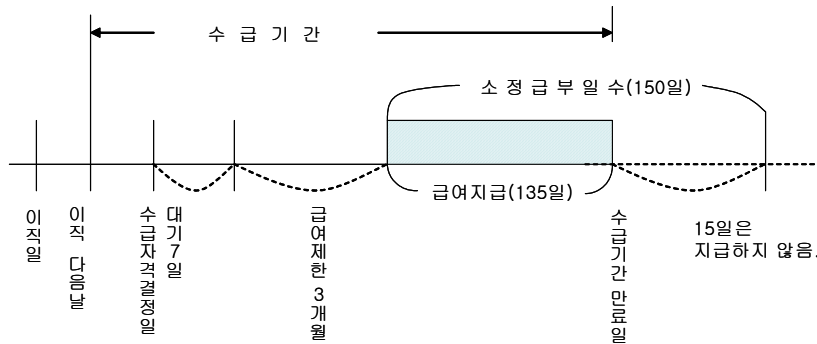 수 급 기 간
소 정 급 부 일 수(150일)
급여지급(135일)
이직일
이직 다음날
수급자격결정일
대기 7일
급여제한 3개월
수급기간 만료일
15일은
지급하지 않음.